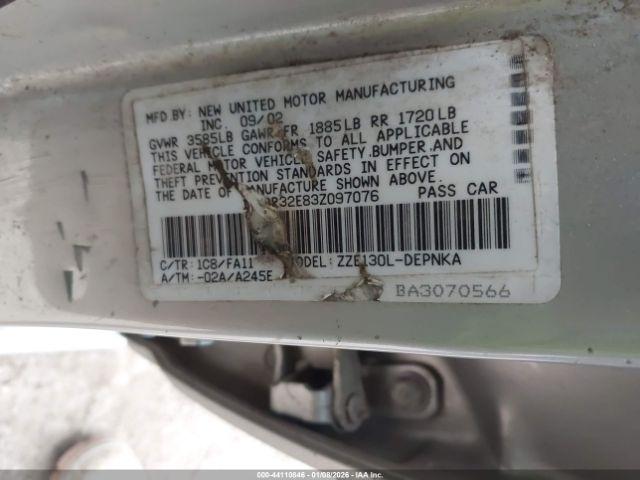 MFD.BY: NEW UNITED MOTOR MANUFACTURING
INC. 09/02
GVWR 3585LB GAWR FR 1885LB RR 1720LB
THIS VEHICLE CONFORMS TO ALL APPLICABLE
FEDERAL MOTOR VEHICLE SAFETY,BUMPER,AND
THEFT PREVENTION STANDARDS IN EFFECT ON
THE DATE OF MANUFACTURE SHOWN ABOVE.
R32E83Z097076 PASS CAR
C/TR: 1C8/FA11 MODEL: ZZE130L-DEPNKA
A/TM: -02A/A245E
BA3070566
000-44110846 - 01/08/2026 - IAA Inc.